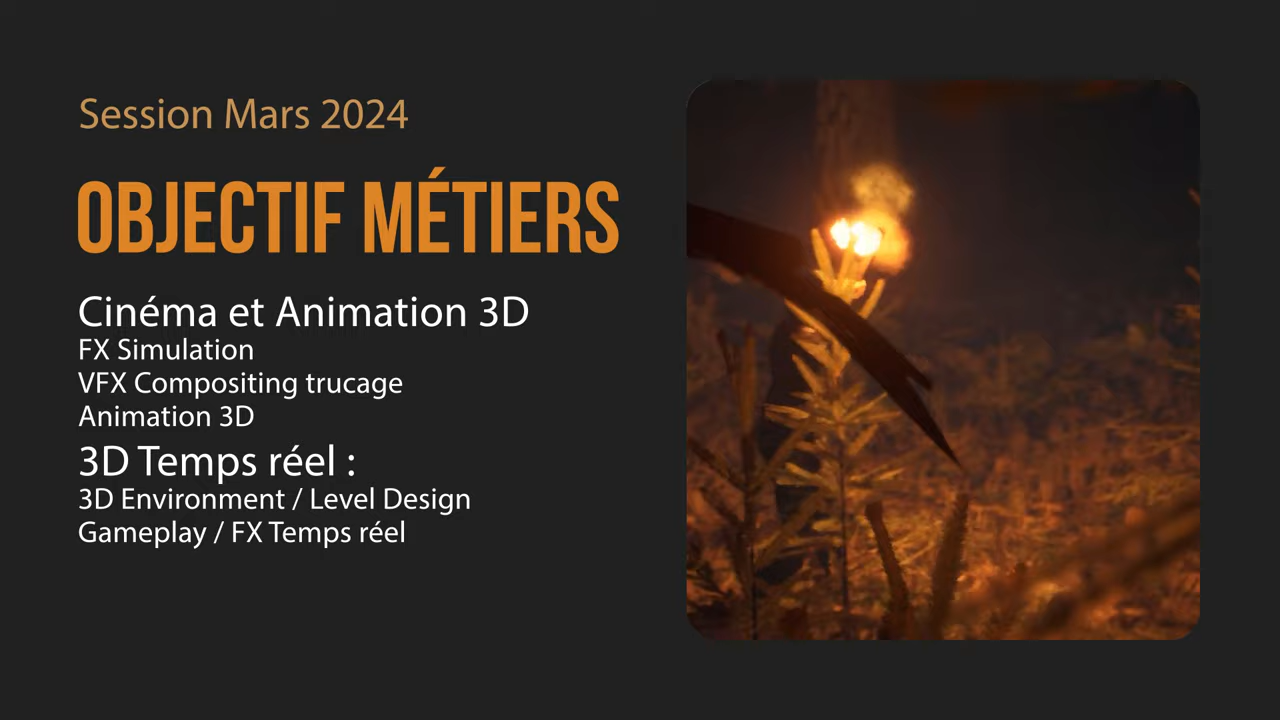 Session Mars 2024
OBJECTIF MÉTIERS
Cinéma et Animation 3D
FX Simulation
VFX Compositing trucage
Animation 3D
3D Temps réel :
3D Environment / Level Design
Gameplay / FX Temps réel